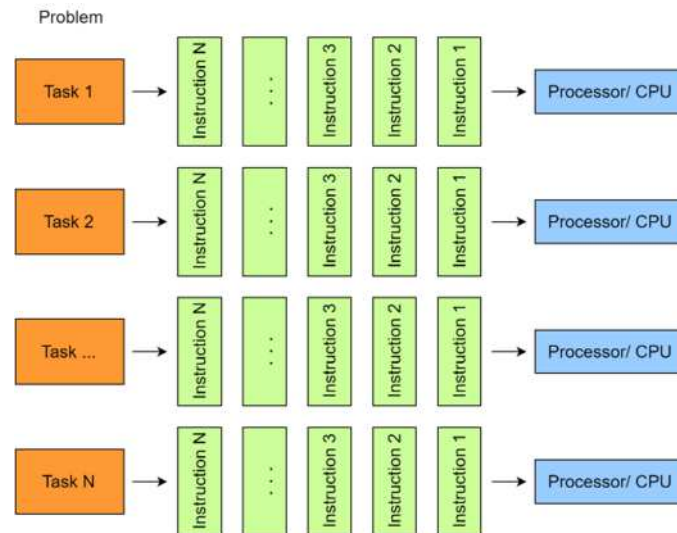 Problem
Task 1
Instruction N
. . .
Instruction 3
Instruction 2
Instruction 1
Processor/ CPU
Task 2
Instruction N
. . .
Instruction 3
Instruction 2
Instruction 1
Processor/ CPU
Task ...
Instruction N
. . .
Instruction 3
Instruction 2
Instruction 1
Processor/ CPU
Task N
Instruction N
. . .
Instruction 3
Instruction 2
Instruction 1
Processor/ CPU